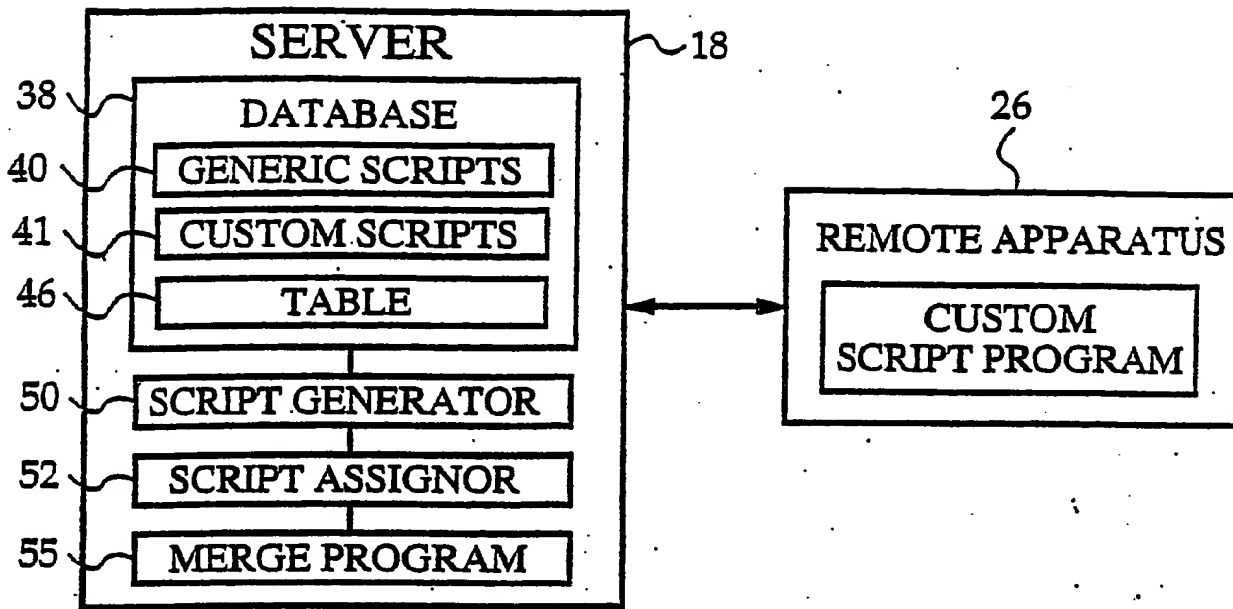 SERVER
18
38
DATABASE
40
GENERIC SCRIPTS
41
CUSTOM SCRIPTS
46
TABLE
50
SCRIPT GENERATOR
52
SCRIPT ASSIGNOR
55
MERGE PROGRAM
26
REMOTE APPARATUS
CUSTOM
SCRIPT PROGRAM